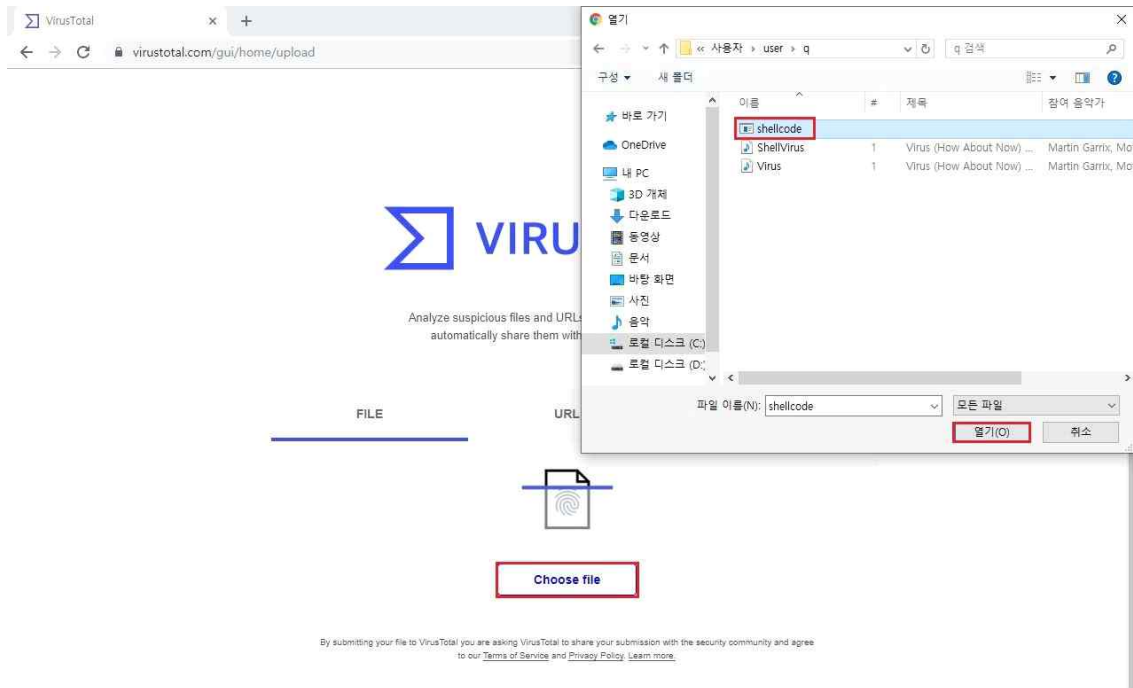 VirusTotal
virustotal.com/gui/home/upload
VIRU
Analyze suspicious files and URLs
automatically share them with
FILE
URL
Choose file
By submitting your file to VirusTotal you are asking VirusTotal to share your submission with the security community and agree
to our Terms of Service and Privacy Policy. Learn more.
열기
« 사용자 › user › q
q 검색
구성
새 폴더
이름 # 제목 참여 음악가
shellcode
ShellVirus 1 Virus (How About Now) ... Martin Garrix, Mo
Virus 1 Virus (How About Now) ... Martin Garrix, Mo
바로 가기
OneDrive
내 PC
3D 개체
다운로드
동영상
문서
바탕 화면
사진
음악
로컬 디스크 (C:)
로컬 디스크 (D:
파일 이름(N): shellcode
모든 파일
열기(O)
취소